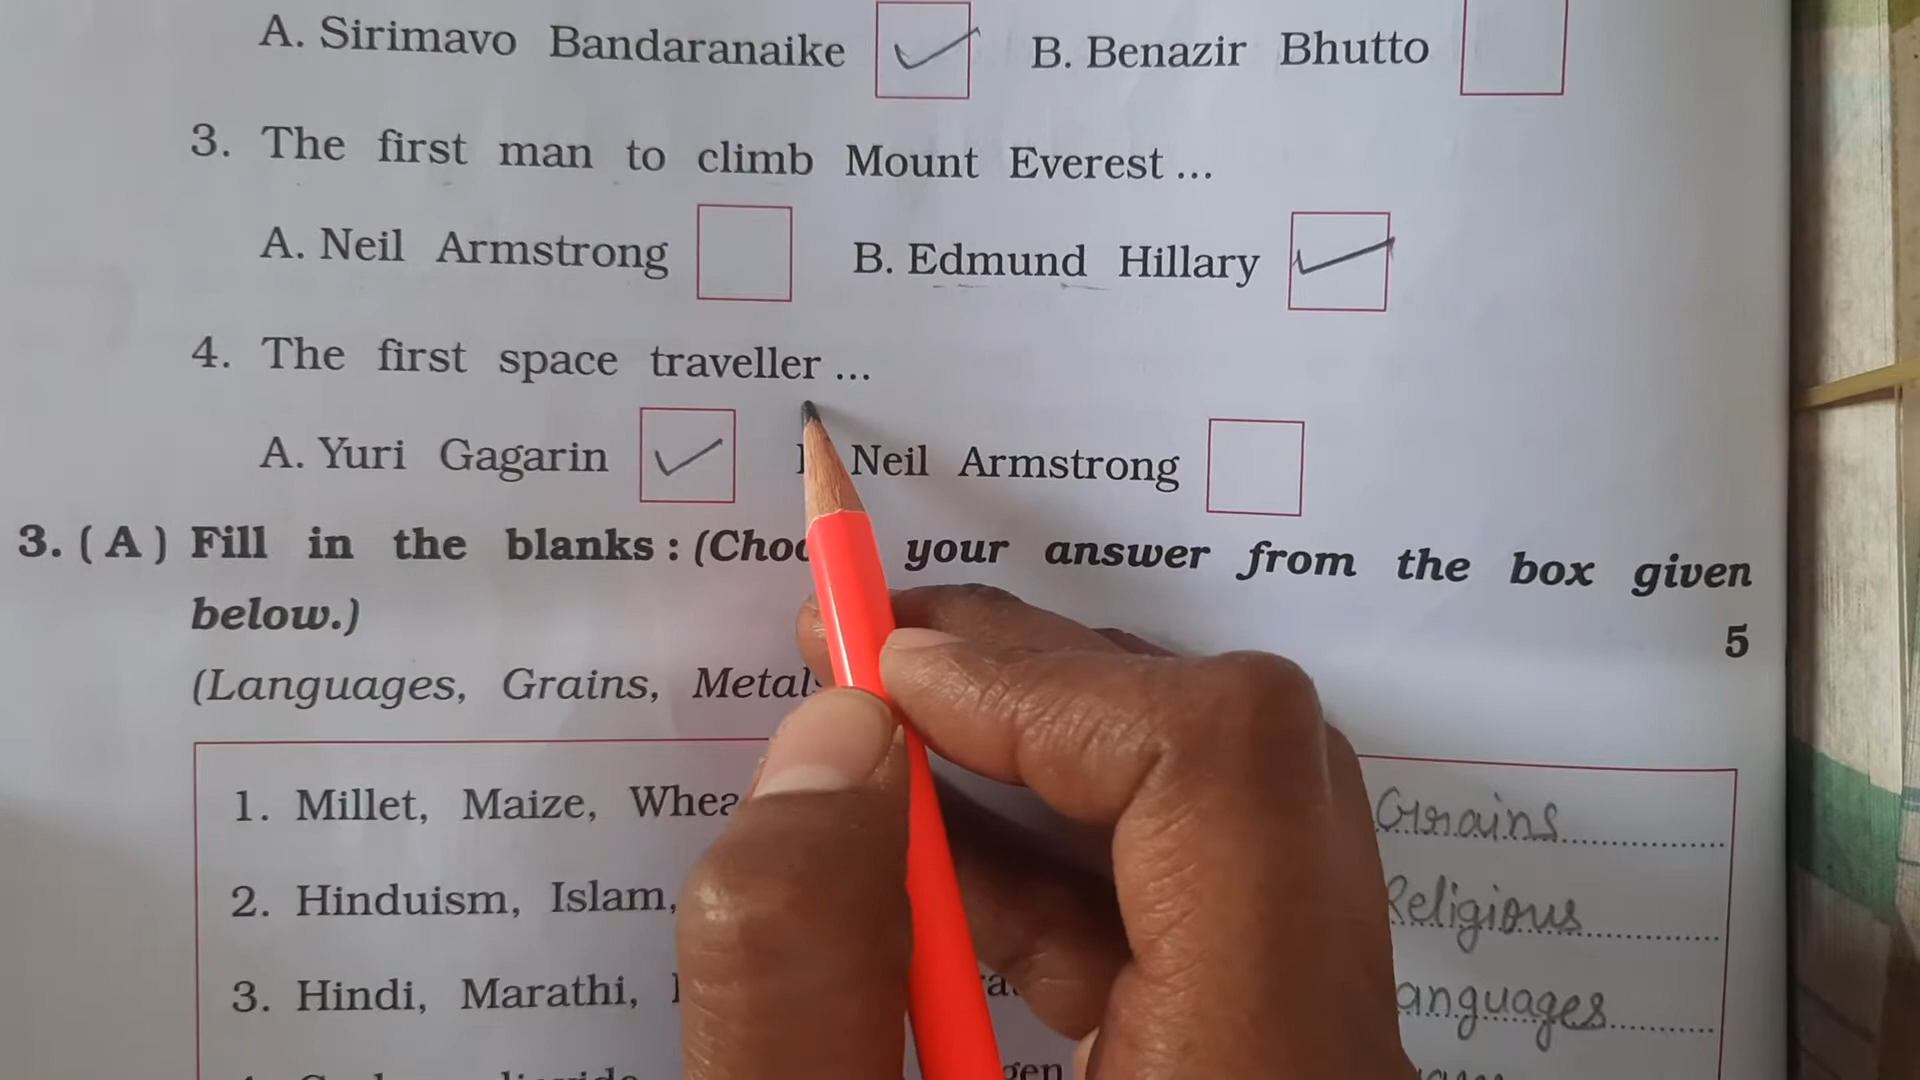 A. Sirimavo Bandaranaike B. Benazir Bhutto
3. The first man to climb Mount Everest ...
A. Neil Armstrong B. Edmund Hillary
4. The first space traveller ...
A. Yuri Gagarin Neil Armstrong
3. (A) Fill in the blanks : (Choo your answer from the box given
below.) 5
(Languages, Grains, Metal
1. Millet, Maize, Whea Grains
2. Hinduism, Islam, Religious
3. Hindi, Marathi, anguages